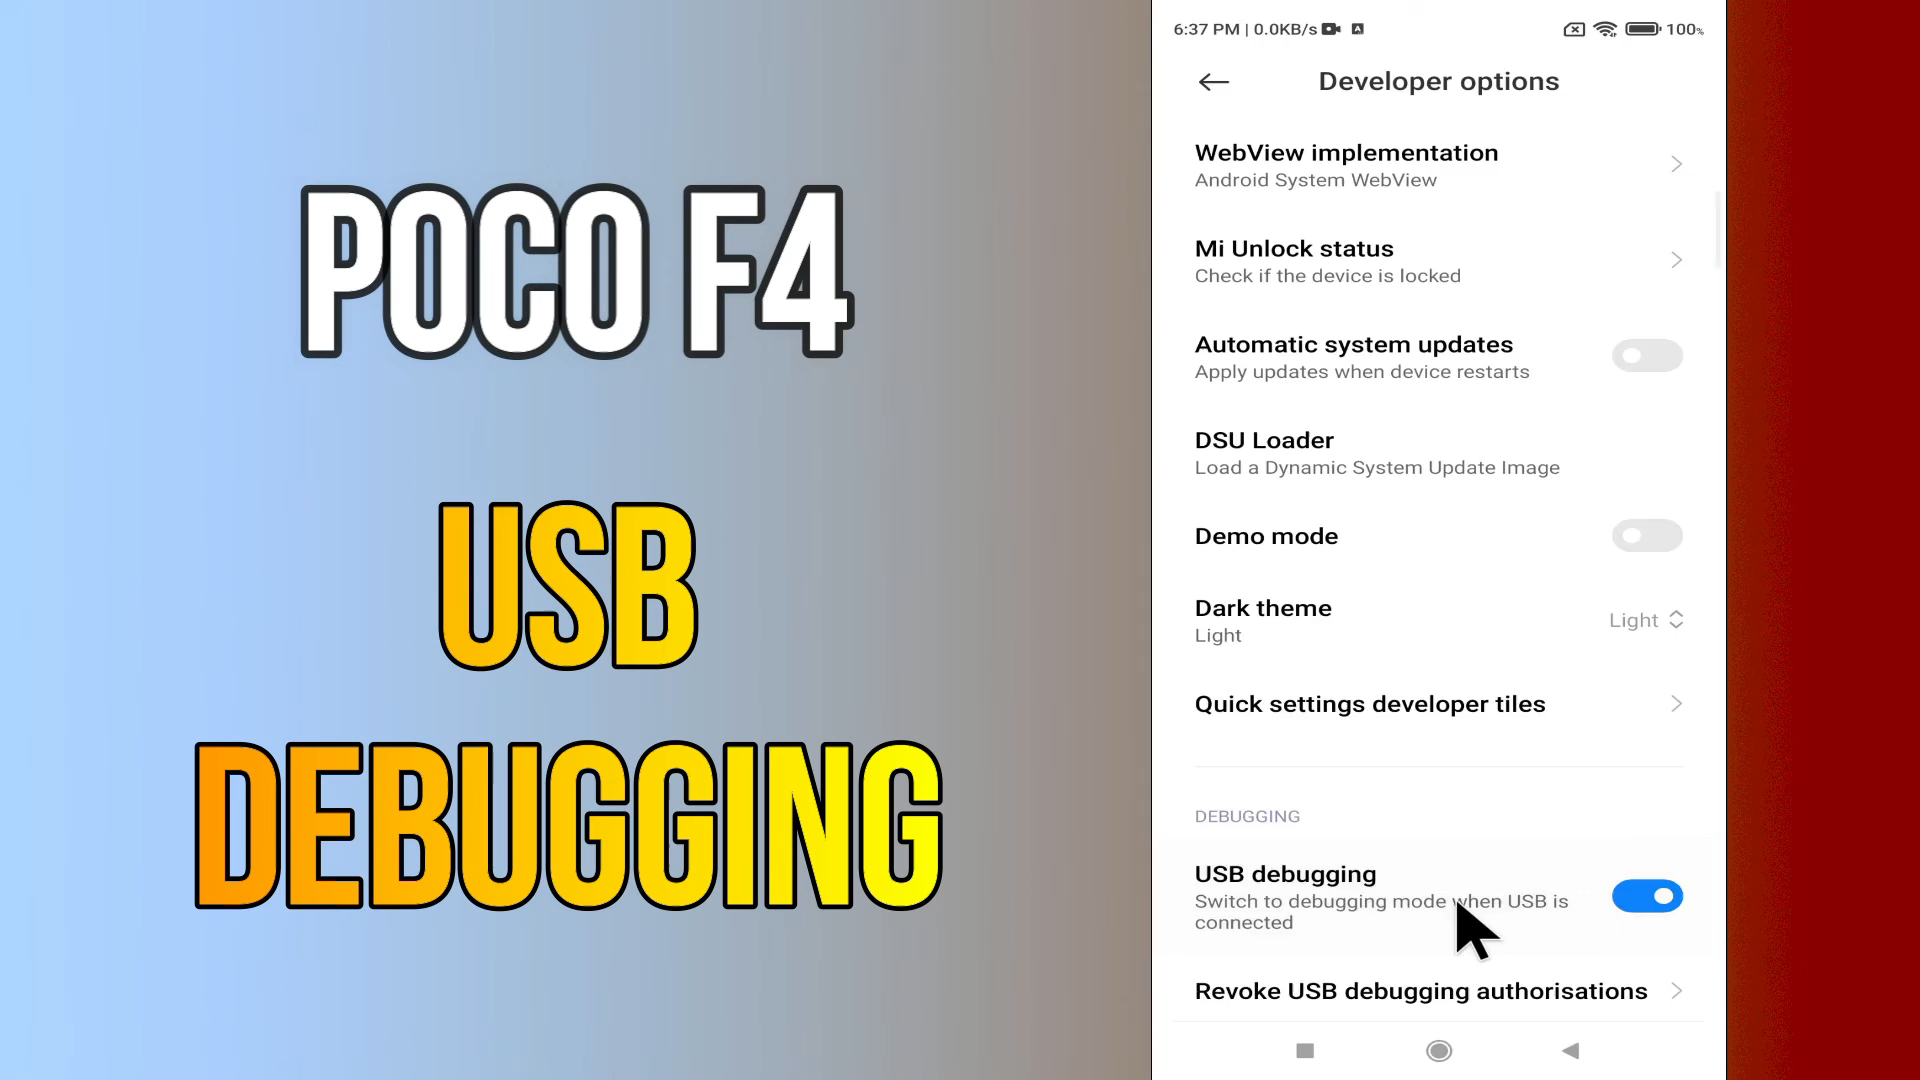 POCO F4
USB
DEBUGGING
6:37 PM | 0.0KB/s
100%
Developer options
WebView implementation
Android System WebView
Mi Unlock status
Check if the device is locked
Automatic system updates
Apply updates when device restarts
DSU Loader
Load a Dynamic System Update Image
Demo mode
Dark theme
Light
Light
Quick settings developer tiles
DEBUGGING
USB debugging
Switch to debugging mode when USB is
connected
Revoke USB debugging authorisations